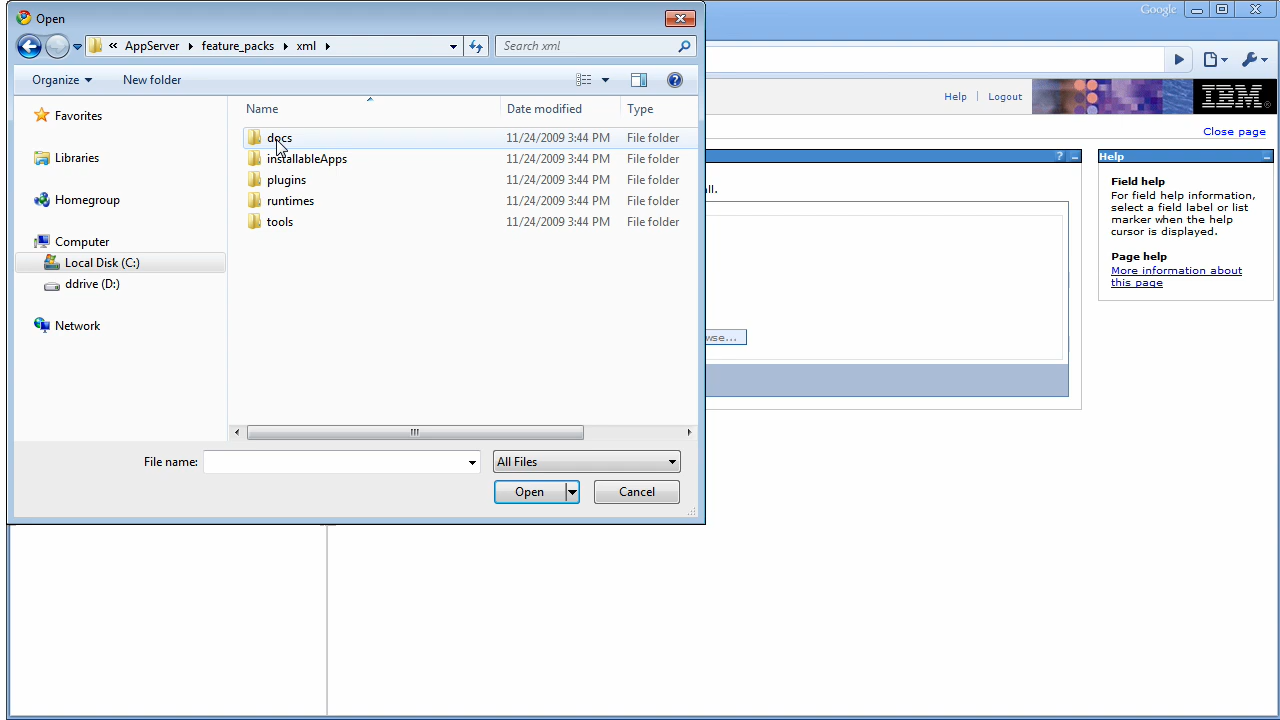 Open
Google
« AppServer feature_packs xml
Search xml
Organize
New folder
Help
Logout
IBM
Name
Date modified
Type
Favorites
Close page
docs
11/24/2009 3:44 PM
File folder
Libraries
installableApps
11/24/2009 3:44 PM
File folder
? 
Help
plugins
11/24/2009 3:44 PM
File folder
all.
Field help
For field help information,
select a field label or list
marker when the help
cursor is displayed.
Homegroup
runtimes
11/24/2009 3:44 PM
File folder
tools
11/24/2009 3:44 PM
File folder
Computer
Local Disk (C:)
Page help
More information about
this page
ddrive (D:)
Network
wse...
File name:
All Files
Open
Cancel